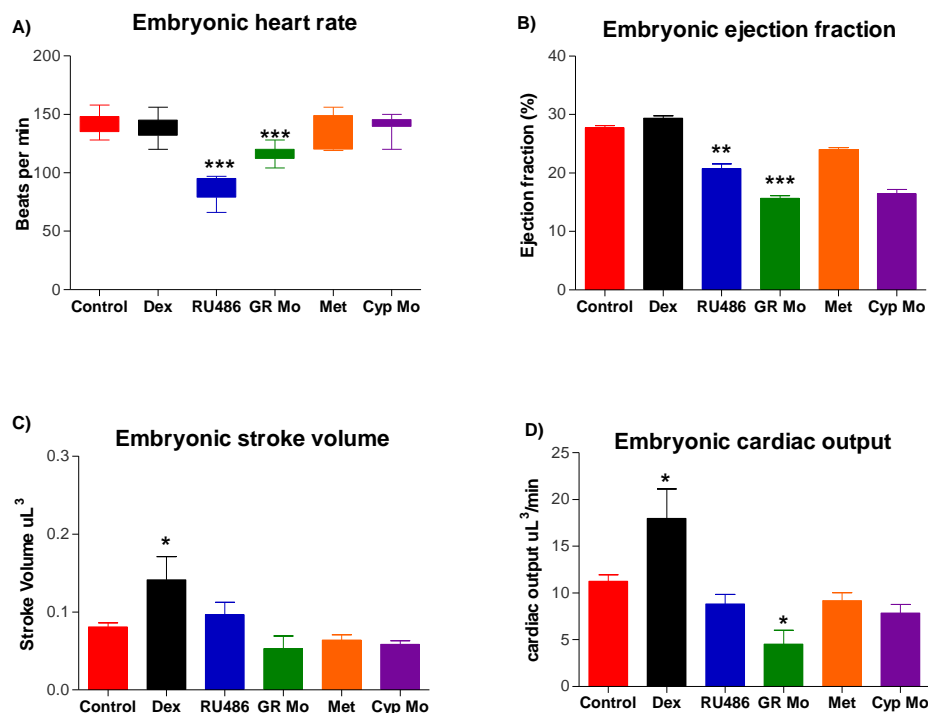 A)
Embryonic heart rate
Beats per min
200
150
100
50
0
***
***
Control Dex RU486 GR Mo Met Cyp Mo
B)
Embryonic ejection fraction
Ejection fraction (%)
40
30
20
10
0
**
***
Control Dex RU486 GR Mo Met Cyp Mo
C)
Embryonic stroke volume
Stroke Volume uL³
0.3
0.2
0.1
0.0
*
Control Dex RU486 GR Mo Met Cyp Mo
D)
Embryonic cardiac output
cardiac output uL³/min
25
20
15
10
5
0
*
*
Control Dex RU486 GR Mo Met Cyp Mo